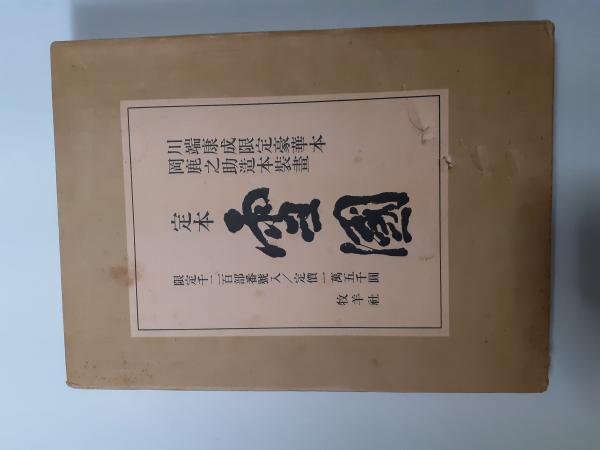 川端康成限定豪華本
岡鹿之助造本装畫
定本 雪國
限定千二百部番號入／定價一萬五千圓
牧羊社